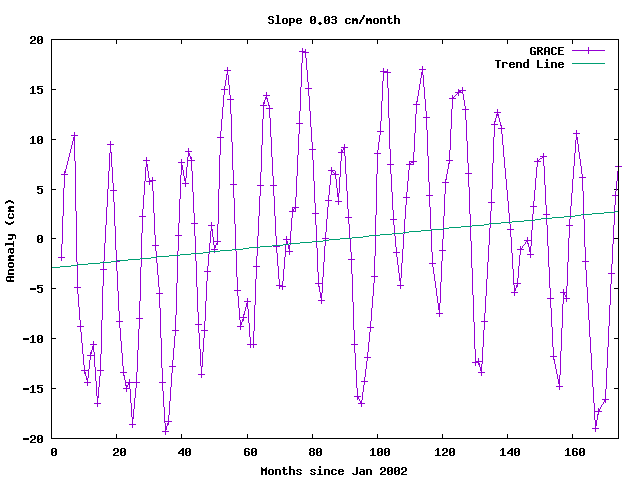 Slope 0.03 cm/month
GRACE
Trend Line
20
15
10
5
0
-5
-10
-15
-20
Anomaly (cm)
0 20 40 60 80 100 120 140 160
Months since Jan 2002